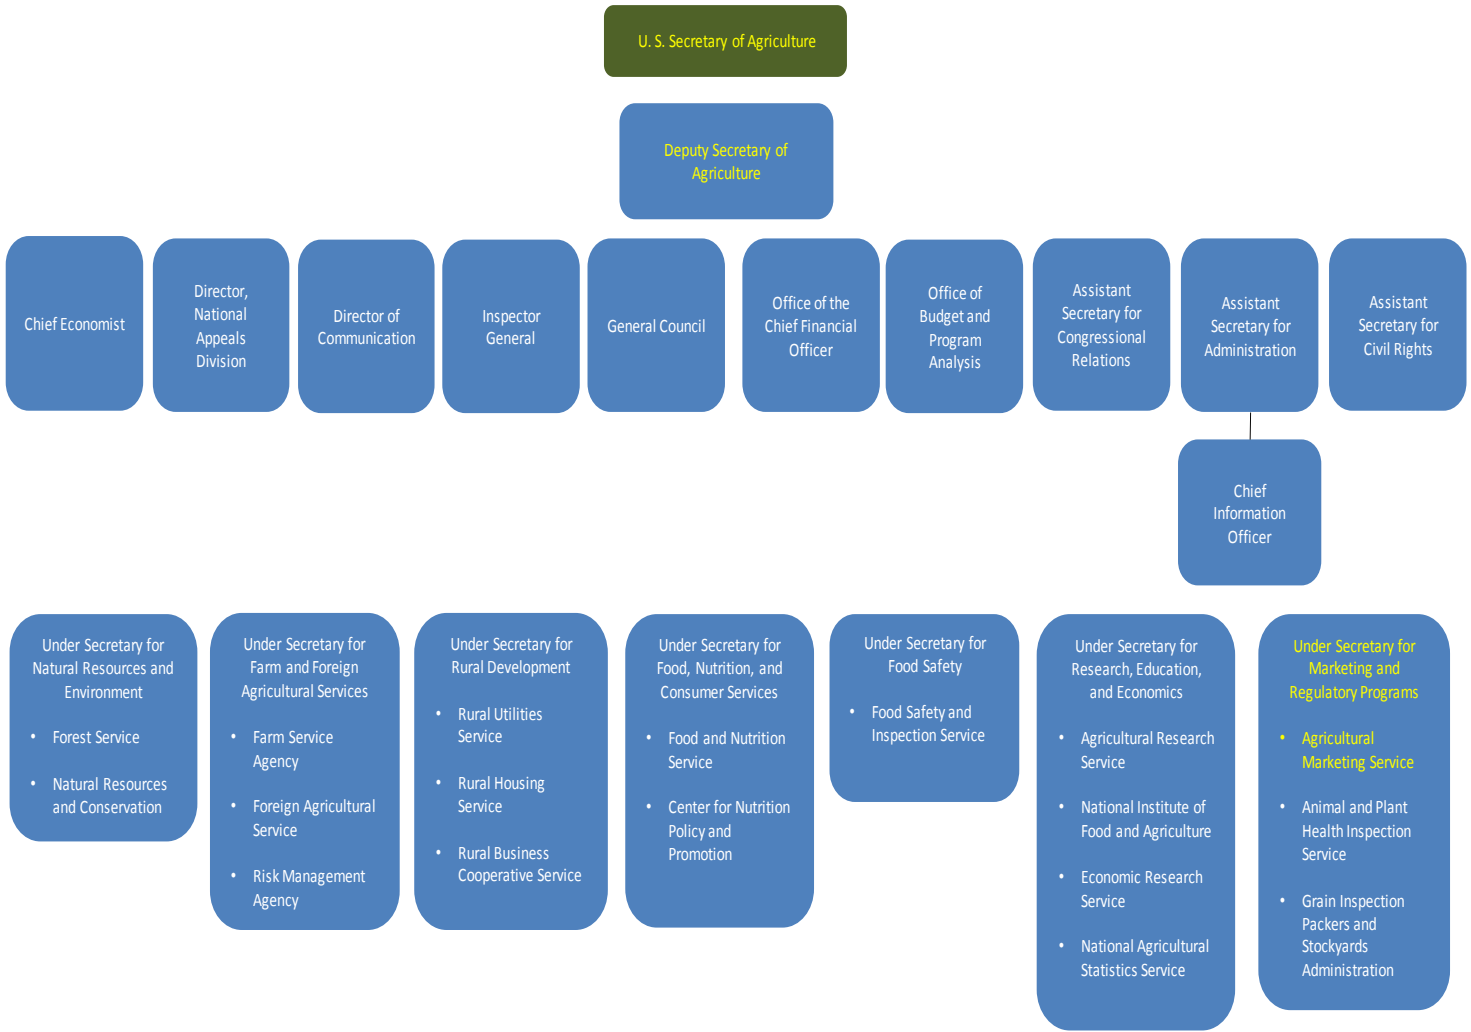 U. S. Secretary of Agriculture
Deputy Secretary of
Agriculture
Chief Economist
Director,
National
Appeals
Division
Director of
Communication
Inspector
General
General Council
Office of the
Chief Financial
Officer
Office of
Budget and
Program
Analysis
Assistant
Secretary for
Congressional
Relations
Assistant
Secretary for
Administration
Assistant
Secretary for
Civil Rights
Chief
Information
Officer
Under Secretary for
Natural Resources and
Environment
• Forest Service
• Natural Resources
and Conservation
Under Secretary for
Farm and Foreign
Agricultural Services
• Farm Service
Agency
• Foreign Agricultural
Service
• Risk Management
Agency
Under Secretary for
Rural Development
• Rural Utilities
Service
• Rural Housing
Service
• Rural Business
Cooperative Service
Under Secretary for
Food, Nutrition, and
Consumer Services
• Food and Nutrition
Service
• Center for Nutrition
Policy and
Promotion
Under Secretary for
Food Safety
• Food Safety and
Inspection Service
Under Secretary for
Research, Education,
and Economics
• Agricultural Research
Service
• National Institute of
Food and Agriculture
• Economic Research
Service
• National Agricultural
Statistics Service
Under Secretary for
Marketing and
Regulatory Programs
• Agricultural
Marketing Service
• Animal and Plant
Health Inspection
Service
• Grain Inspection
Packers and
Stockyards
Administration